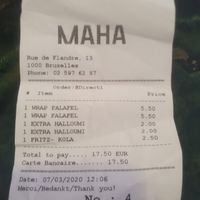 MAHA
Rue de Flandre, 13
1000 Bruxelles
Phone: 02 597 62 57
Order:BDirect1
# Item Price
1 WRAP FALAFEL 5.50
1 WRAP FALAFEL 5.50
1 EXTRA HALLOUMI 2.00
1 EXTRA HALLOUMI 2.00
1 FRITZ- KOLA 2.50
Total to pay..... 17.50 EUR
Carte Bancaire....... 17.50
Date: 07/03/2020 12:06
Merci/Bedankt/Thank you!
No.: 4